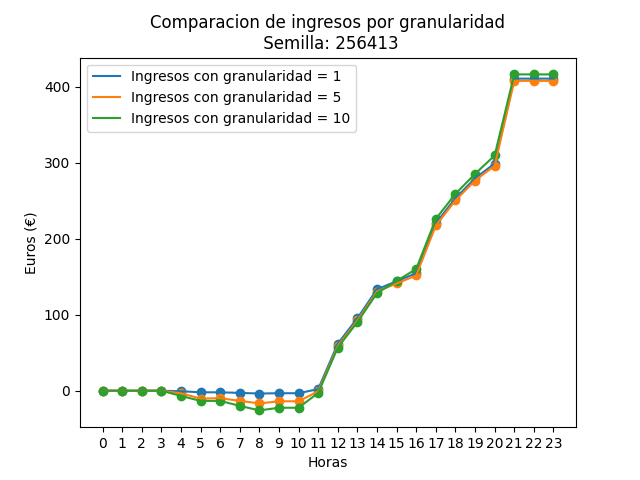 Comparacion de ingresos por granularidad
Semilla: 256413
Ingresos con granularidad = 1
Ingresos con granularidad = 5
Ingresos con granularidad = 10
Euros (€)
400
300
200
100
0
0 1 2 3 4 5 6 7 8 9 10 11 12 13 14 15 16 17 18 19 20 21 22 23
Horas